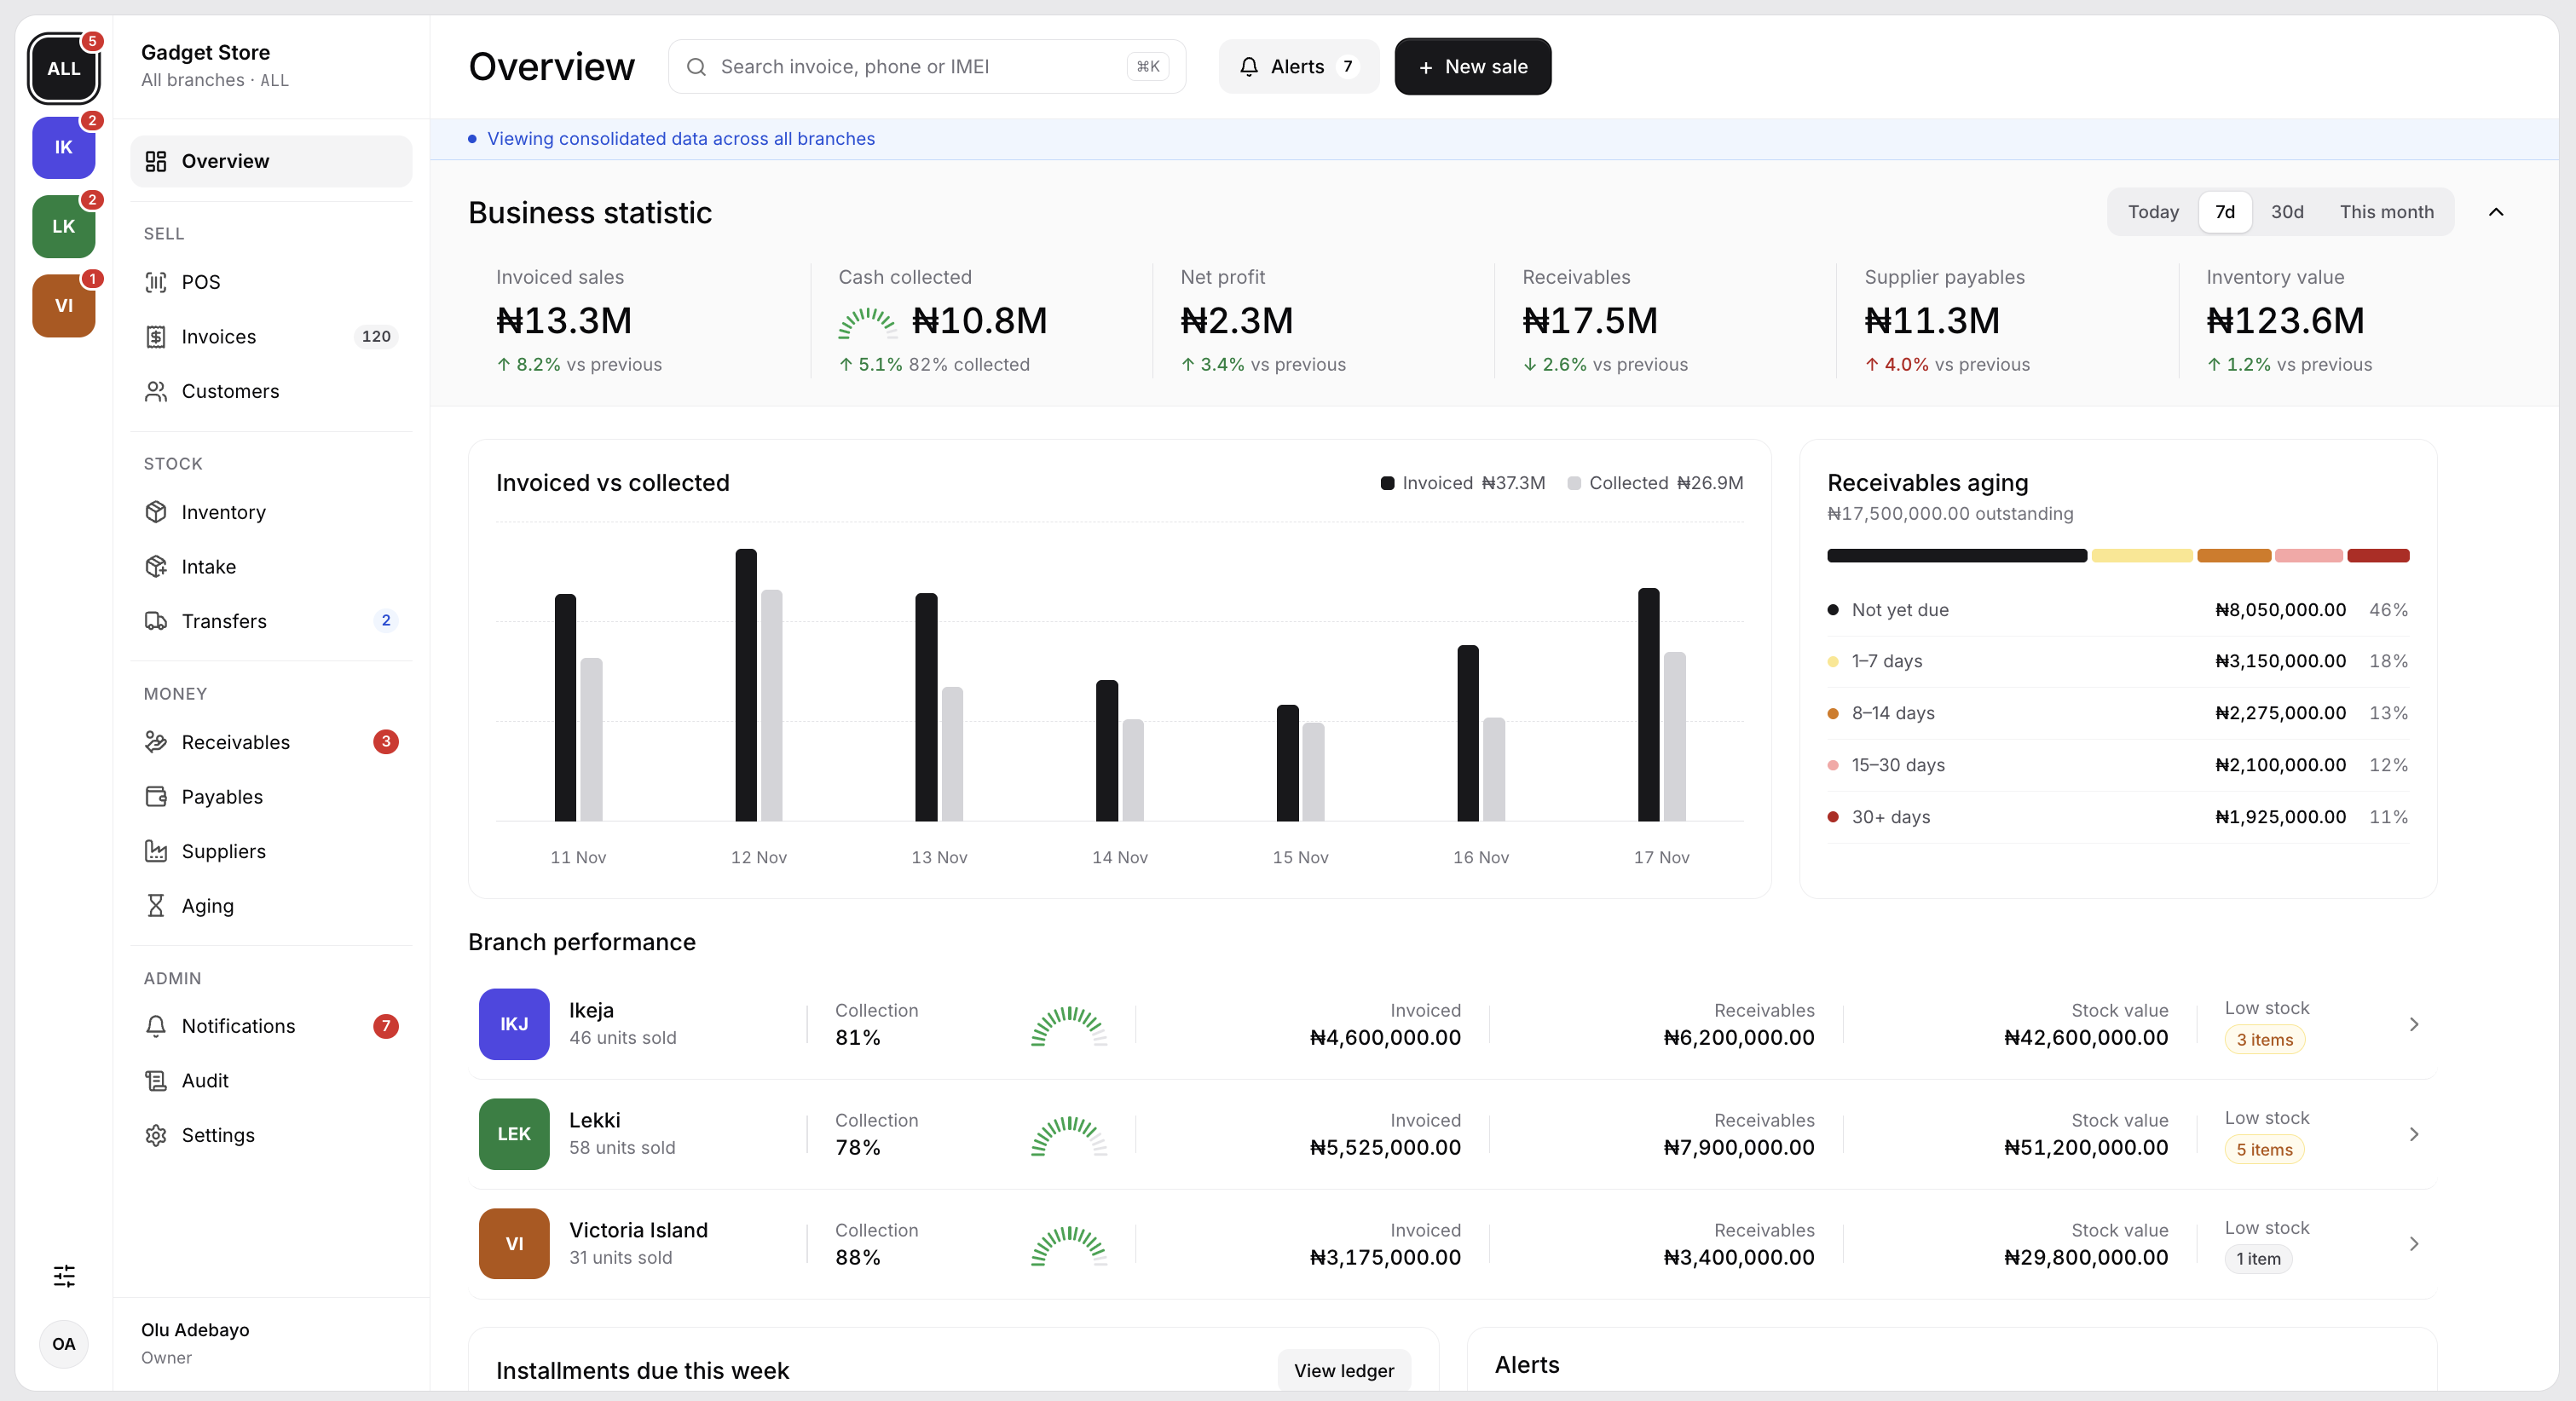 ALL
5
IK
2
LK
2
VI
1
OA
Gadget Store
All branches · ALL
Overview
SELL
POS
Invoices 120
Customers
STOCK
Inventory
Intake
Transfers 2
MONEY
Receivables 3
Payables
Suppliers
Aging
ADMIN
Notifications 7
Audit
Settings
Olu Adebayo
Owner
Overview
Search invoice, phone or IMEI ⌘K
Alerts 7
+ New sale
Viewing consolidated data across all branches
Business statistic
Today 7d 30d This month
Invoiced sales
₦13.3M
↑ 8.2% vs previous
Cash collected
₦10.8M
↑ 5.1% 82% collected
Net profit
₦2.3M
↑ 3.4% vs previous
Receivables
₦17.5M
↓ 2.6% vs previous
Supplier payables
₦11.3M
↑ 4.0% vs previous
Inventory value
₦123.6M
↑ 1.2% vs previous
Invoiced vs collected
Invoiced ₦37.3M Collected ₦26.9M
11 Nov 12 Nov 13 Nov 14 Nov 15 Nov 16 Nov 17 Nov
Receivables aging
₦17,500,000.00 outstanding
Not yet due ₦8,050,000.00 46%
1–7 days ₦3,150,000.00 18%
8–14 days ₦2,275,000.00 13%
15–30 days ₦2,100,000.00 12%
30+ days ₦1,925,000.00 11%
Branch performance
IKJ
Ikeja
46 units sold
Collection
81%
Invoiced
₦4,600,000.00
Receivables
₦6,200,000.00
Stock value
₦42,600,000.00
Low stock
3 items
LEK
Lekki
58 units sold
Collection
78%
Invoiced
₦5,525,000.00
Receivables
₦7,900,000.00
Stock value
₦51,200,000.00
Low stock
5 items
VI
Victoria Island
31 units sold
Collection
88%
Invoiced
₦3,175,000.00
Receivables
₦3,400,000.00
Stock value
₦29,800,000.00
Low stock
1 item
Installments due this week
View ledger
Alerts